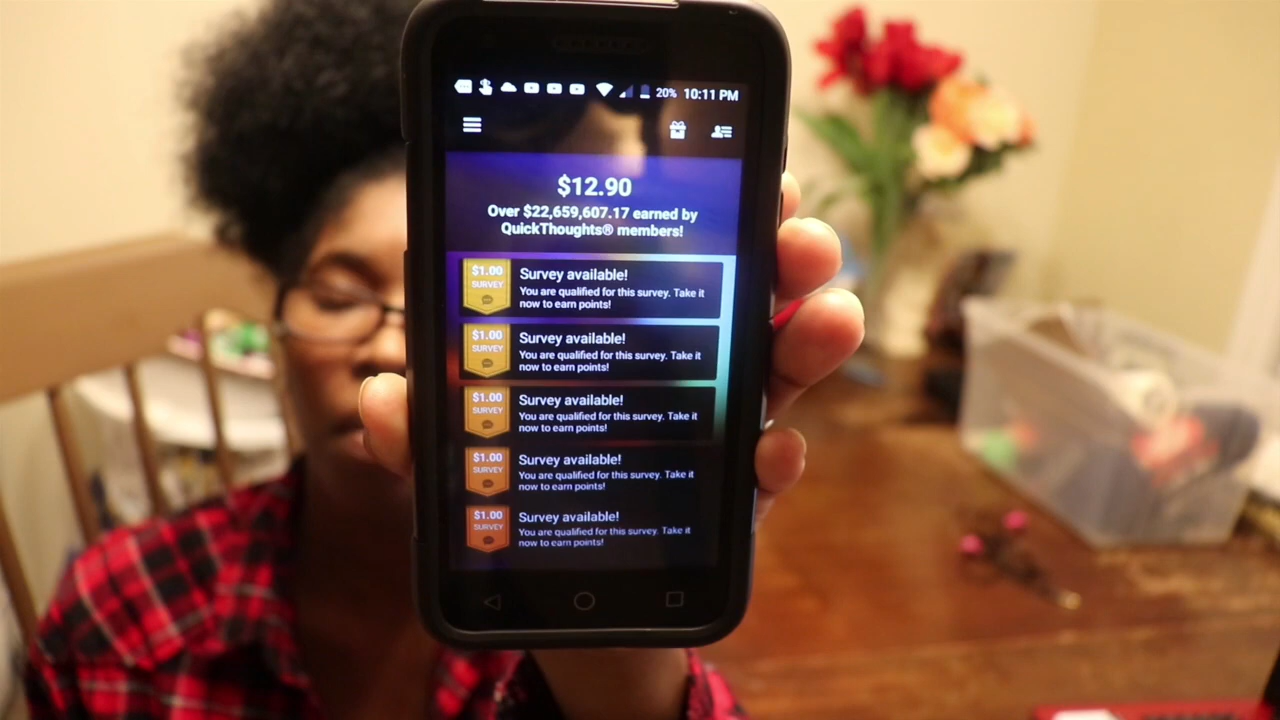 20% 10:11 PM
$12.90
Over $22,659,607.17 earned by
QuickThoughts® members!
$1.00
SURVEY
Survey available!
You are qualified for this survey. Take it
now to earn points!
$1.00
SURVEY
Survey available!
You are qualified for this survey. Take it
now to earn points!
$1.00
SURVEY
Survey available!
You are qualified for this survey. Take it
now to earn points!
$1.00
SURVEY
Survey available!
You are qualified for this survey. Take it
now to earn points!
$1.00
SURVEY
Survey available!
You are qualified for this survey. Take it
now to earn points!